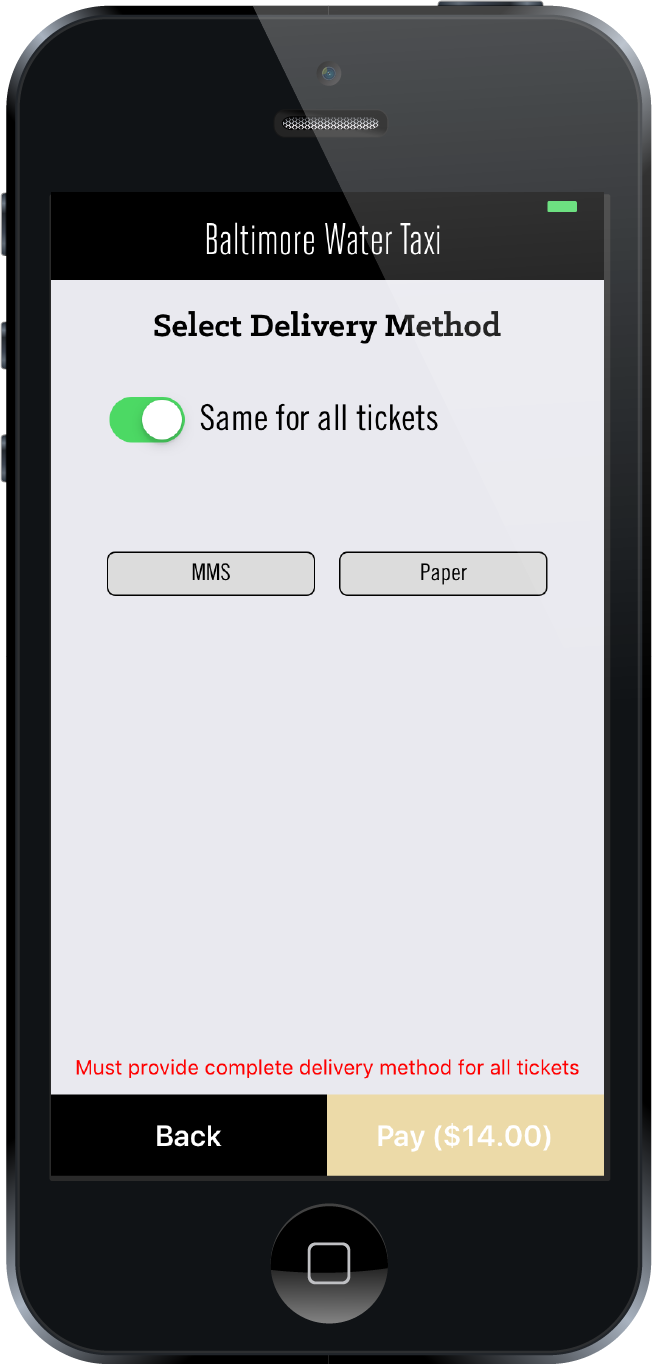 Baltimore Water Taxi
Select Delivery Method
Same for all tickets
MMS
Paper
Must provide complete delivery method for all tickets
Back
Pay ($14.00)